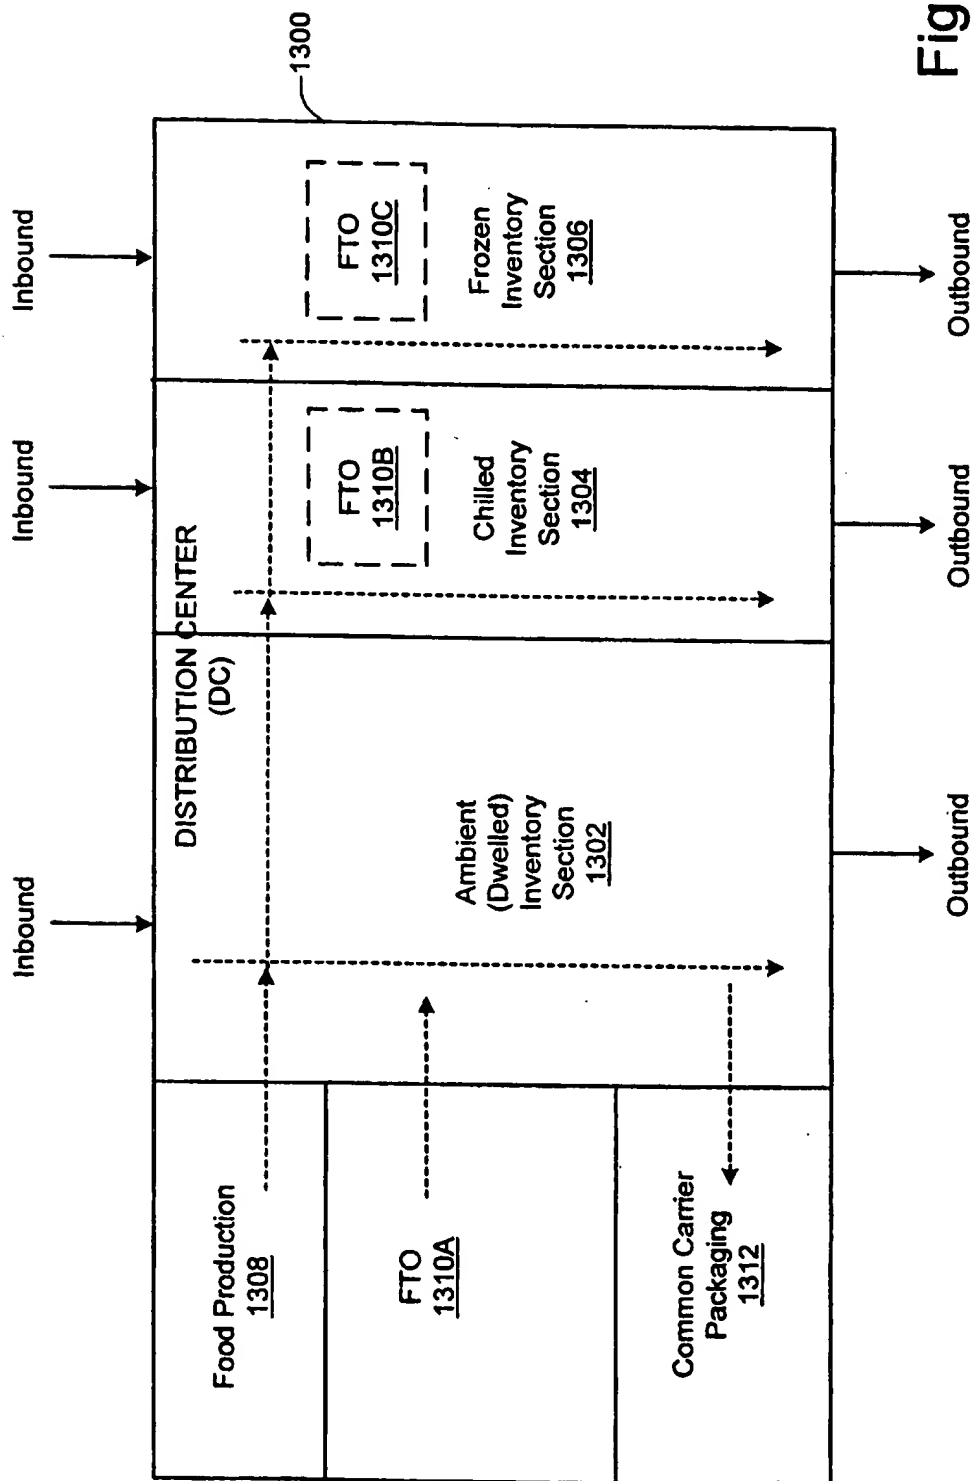 Inbound
Inbound
Inbound
1300
DISTRIBUTION CENTER
(DC)
Food Production
1308
FTO
1310A
Common Carrier
Packaging
1312
Ambient
(Dwelled)
Inventory
Section
1302
FTO
1310B
Chilled
Inventory
Section
1304
FTO
1310C
Frozen
Inventory
Section
1306
Outbound
Outbound
Outbound
Fig